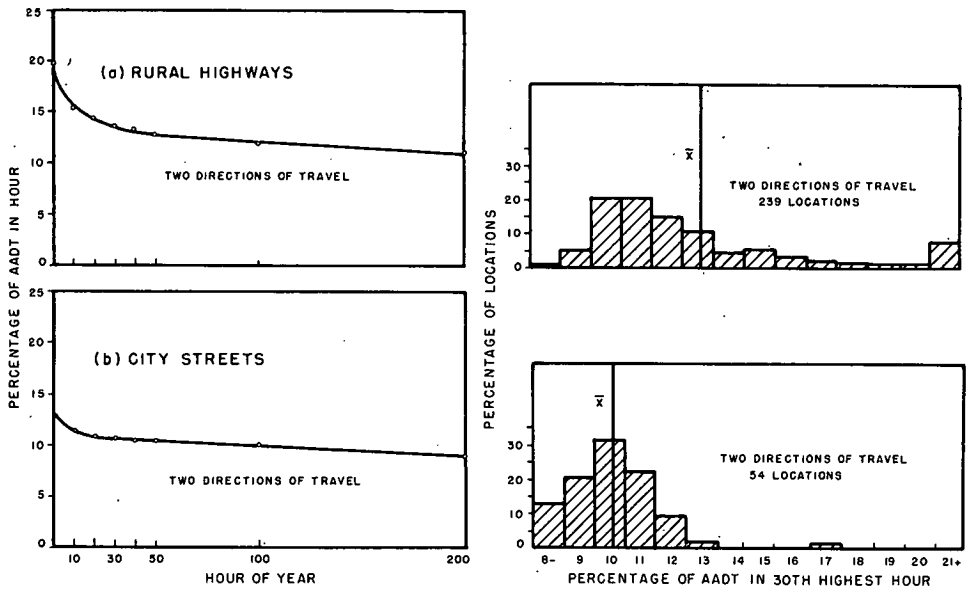 PERCENTAGE OF AADT IN HOUR
25
20
15
10
5
0
(a) RURAL HIGHWAYS
TWO DIRECTIONS OF TRAVEL
25
20
15
10
5
0
(b) CITY STREETS
TWO DIRECTIONS OF TRAVEL
10 30 50 100 200
HOUR OF YEAR
PERCENTAGE OF LOCATIONS
30
20
10
0
x̄
TWO DIRECTIONS OF TRAVEL
239 LOCATIONS
30
20
10
0
x̄
TWO DIRECTIONS OF TRAVEL
54 LOCATIONS
8- 9 10 11 12 13 14 15 16 17 18 19 20 21+
PERCENTAGE OF AADT IN 30TH HIGHEST HOUR